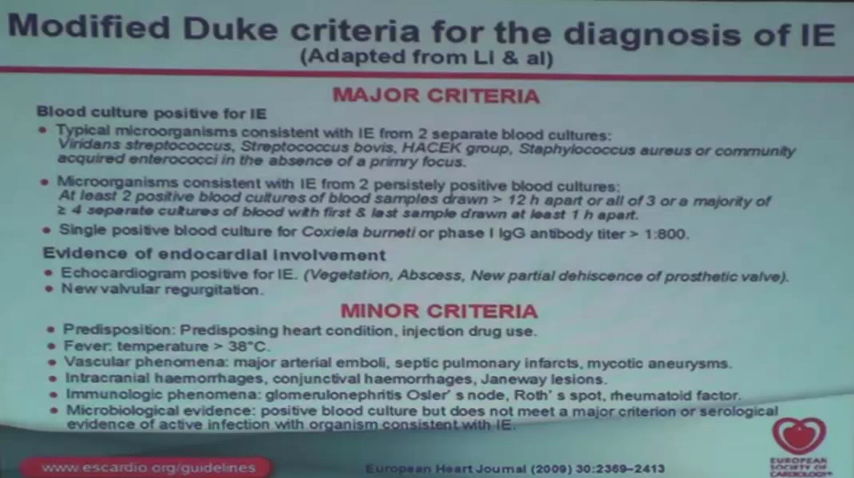 Modified Duke criteria for the diagnosis of IE
(Adapted from Li & al)
MAJOR CRITERIA
Blood culture positive for IE
• Typical microorganisms consistent with IE from 2 separate blood cultures:
Viridans streptococcus, Streptococcus bovis, HACEK group, Staphylococcus aureus or community
acquired enterococci in the absence of a primry focus.
• Microorganisms consistent with IE from 2 persistely positive blood cultures:
At least 2 positive blood cultures of blood samples drawn > 12 h apart or all of 3 or a majority of
≥ 4 separate cultures of blood with first & last sample drawn at least 1 h apart.
• Single positive blood culture for Coxiela burneti or phase I IgG antibody titer > 1:800.
Evidence of endocardial involvement
• Echocardiogram positive for IE. (Vegetation, Abscess, New partial dehiscence of prosthetic valve).
• New valvular regurgitation.
MINOR CRITERIA
• Predisposition: Predisposing heart condition, injection drug use.
• Fever: temperature > 38°C.
• Vascular phenomena: major arterial emboli, septic pulmonary infarcts, mycotic aneurysms.
• Intracranial haemorrhages, conjunctival haemorrhages, Janeway lesions.
• Immunologic phenomena: glomerulonephritis Osler's node, Roth's spot, rheumatoid factor.
• Microbiological evidence: positive blood culture but does not meet a major criterion or serological
evidence of active infection with organism consistent with IE.
www.escardio.org/guidelines
European Heart Journal (2009) 30:2369–2413
EUROPEAN
SOCIETY OF
CARDIOLOGY®